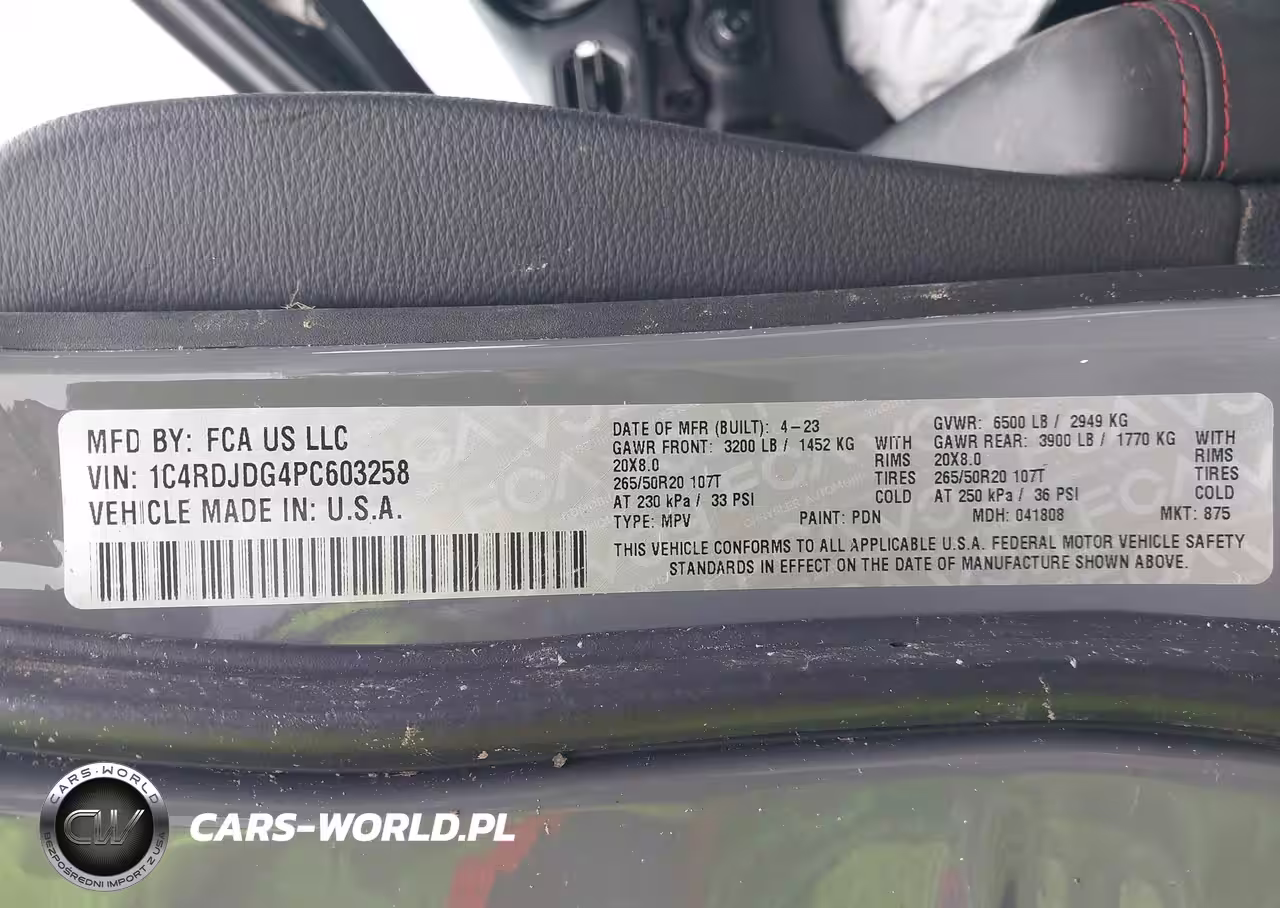 MFD BY: FCA US LLC
VIN: 1C4RDJDG4PC603258
VEHICLE MADE IN: U.S.A.
DATE OF MFR (BUILT): 4-23
GVWR: 6500 LB / 2949 KG
GAWR FRONT: 3200 LB / 1452 KG WITH
GAWR REAR: 3900 LB / 1770 KG WITH
20X8.0 RIMS
20X8.0 RIMS
265/50R20 107T TIRES
265/50R20 107T TIRES
AT 230 kPa / 33 PSI COLD
AT 250 kPa / 36 PSI COLD
TYPE: MPV PAINT: PDN MDH: 041808 MKT: 875
THIS VEHICLE CONFORMS TO ALL APPLICABLE U.S.A. FEDERAL MOTOR VEHICLE SAFETY
STANDARDS IN EFFECT ON THE DATE OF MANUFACTURE SHOWN ABOVE.
CARS-WORLD
CW
BEZPOŚREDNI IMPORT Z USA
CARS-WORLD.PL